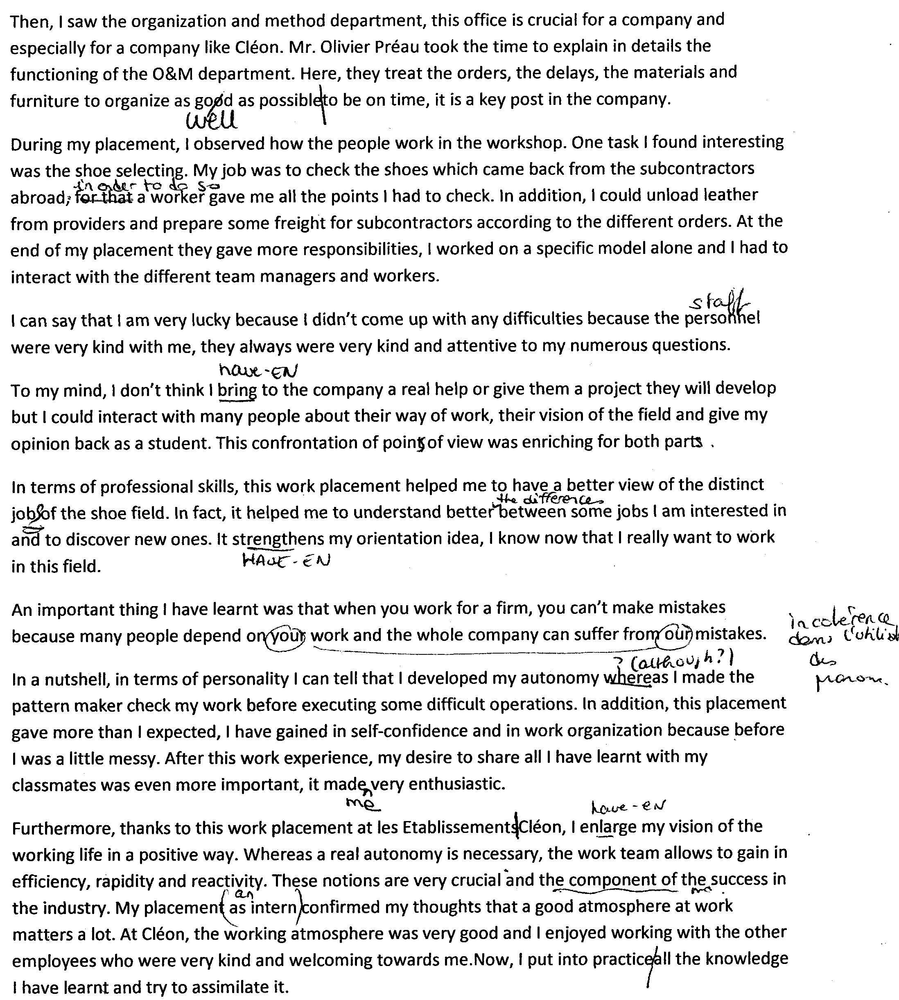 Then, I saw the organization and method department, this office is crucial for a company and
especially for a company like Cléon. Mr. Olivier Préau took the time to explain in details the
functioning of the O&M department. Here, they treat the orders, the delays, the materials and
furniture to organize as good as possible to be on time, it is a key post in the company.
well
During my placement, I observed how the people work in the workshop. One task I found interesting
was the shoe selecting. My job was to check the shoes which came back from the subcontractors
in order to do so
abroad; for that a worker gave me all the points I had to check. In addition, I could unload leather
from providers and prepare some freight for subcontractors according to the different orders. At the
end of my placement they gave more responsibilities, I worked on a specific model alone and I had to
interact with the different team managers and workers.
staff
I can say that I am very lucky because I didn't come up with any difficulties because the personnel
were very kind with me, they always were very kind and attentive to my numerous questions.
have-EN
To my mind, I don't think I bring to the company a real help or give them a project they will develop
but I could interact with many people about their way of work, their vision of the field and give my
opinion back as a student. This confrontation of points of view was enriching for both parts .
In terms of professional skills, this work placement helped me to have a better view of the distinct
the differences
jobs of the shoe field. In fact, it helped me to understand better between some jobs I am interested in
and to discover new ones. It strengthens my orientation idea, I know now that I really want to work
HAVE-EN
in this field.
An important thing I have learnt was that when you work for a firm, you can't make mistakes
because many people depend on your work and the whole company can suffer from our mistakes.
incohérence
dans l'utilisat
des
pronom.
? (although?)
In a nutshell, in terms of personality I can tell that I developed my autonomy whereas I made the
pattern maker check my work before executing some difficult operations. In addition, this placement
gave more than I expected, I have gained in self-confidence and in work organization because before
I was a little messy. After this work experience, my desire to share all I have learnt with my
classmates was even more important, it made very enthusiastic.
me
have-en
Furthermore, thanks to this work placement at les Etablissements Cléon, I enlarge my vision of the
working life in a positive way. Whereas a real autonomy is necessary, the work team allows to gain in
efficiency, rapidity and reactivity. These notions are very crucial and the component of the success in
an
the industry. My placement (as intern) confirmed my thoughts that a good atmosphere at work
matters a lot. At Cléon, the working atmosphere was very good and I enjoyed working with the other
employees who were very kind and welcoming towards me.Now, I put into practice all the knowledge
I have learnt and try to assimilate it.